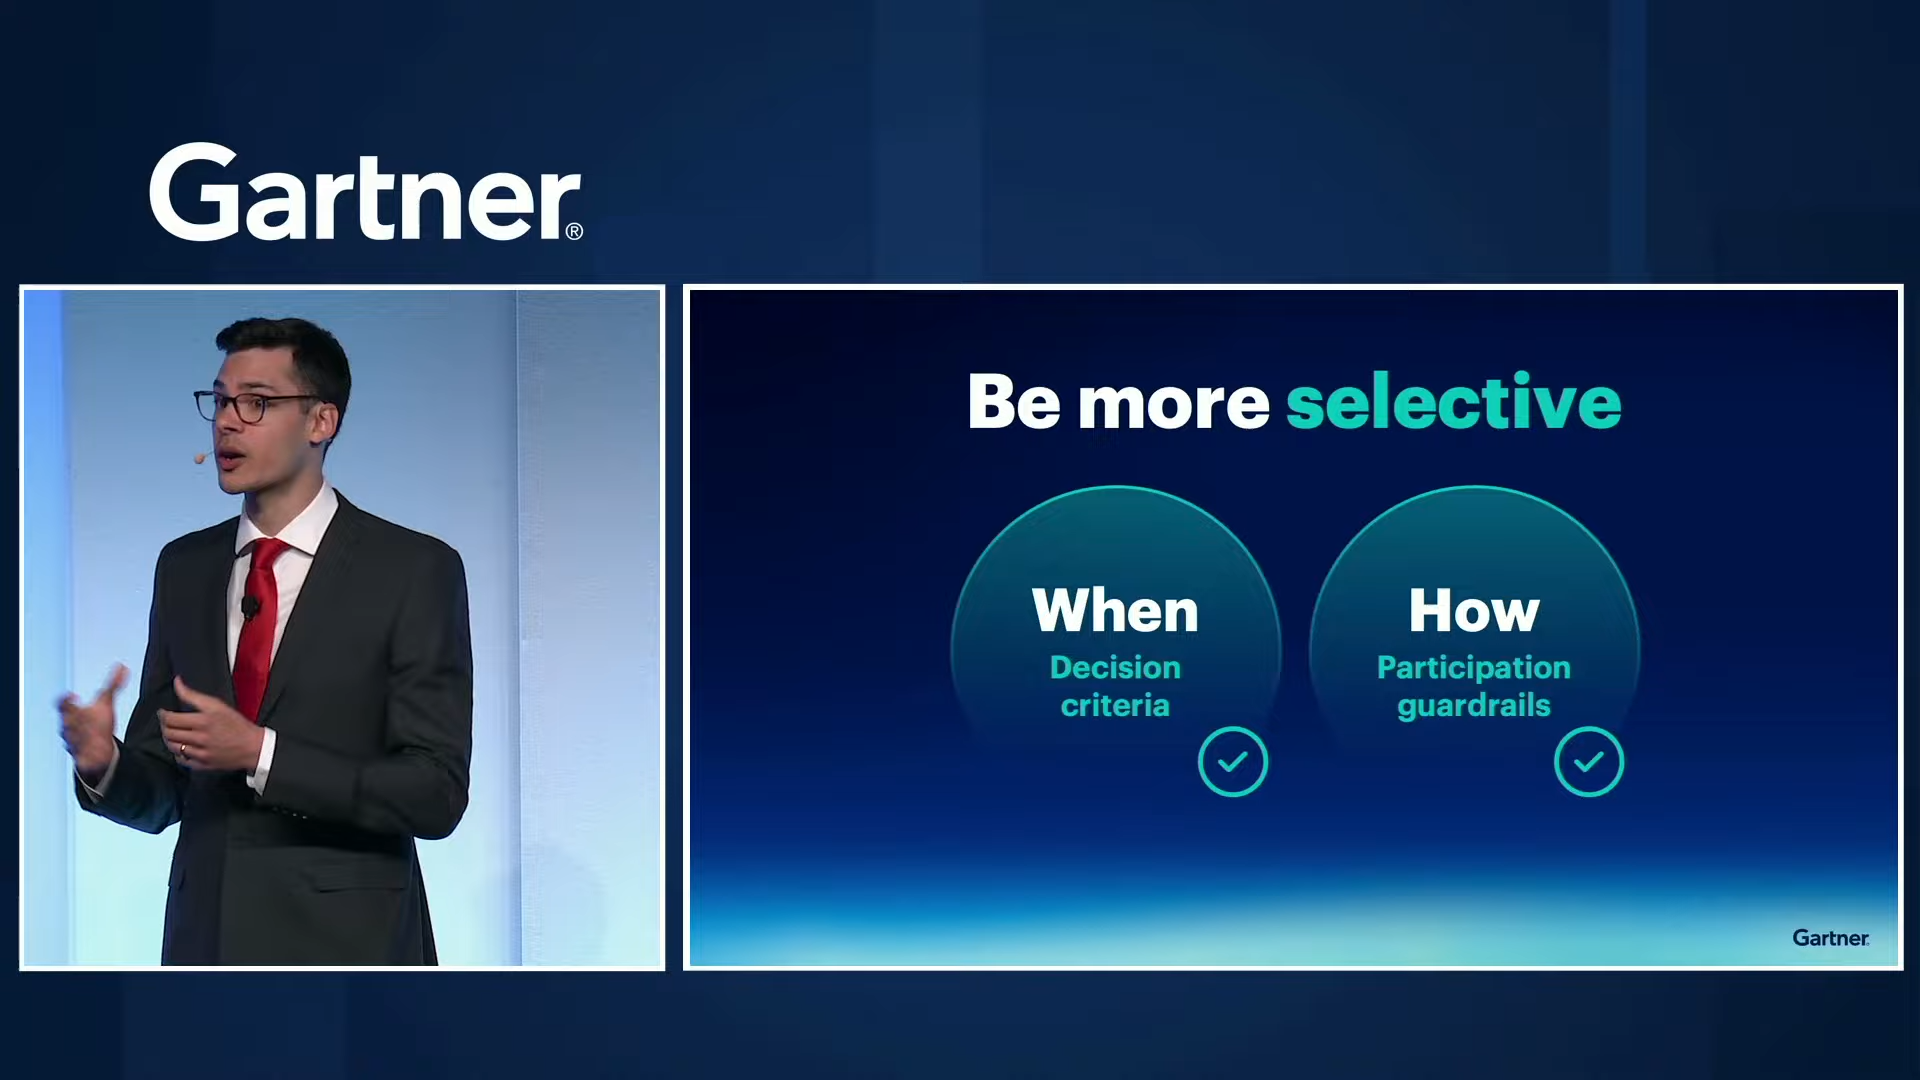 Gartner®
Be more selective
When
Decision
criteria
How
Participation
guardrails
Gartner